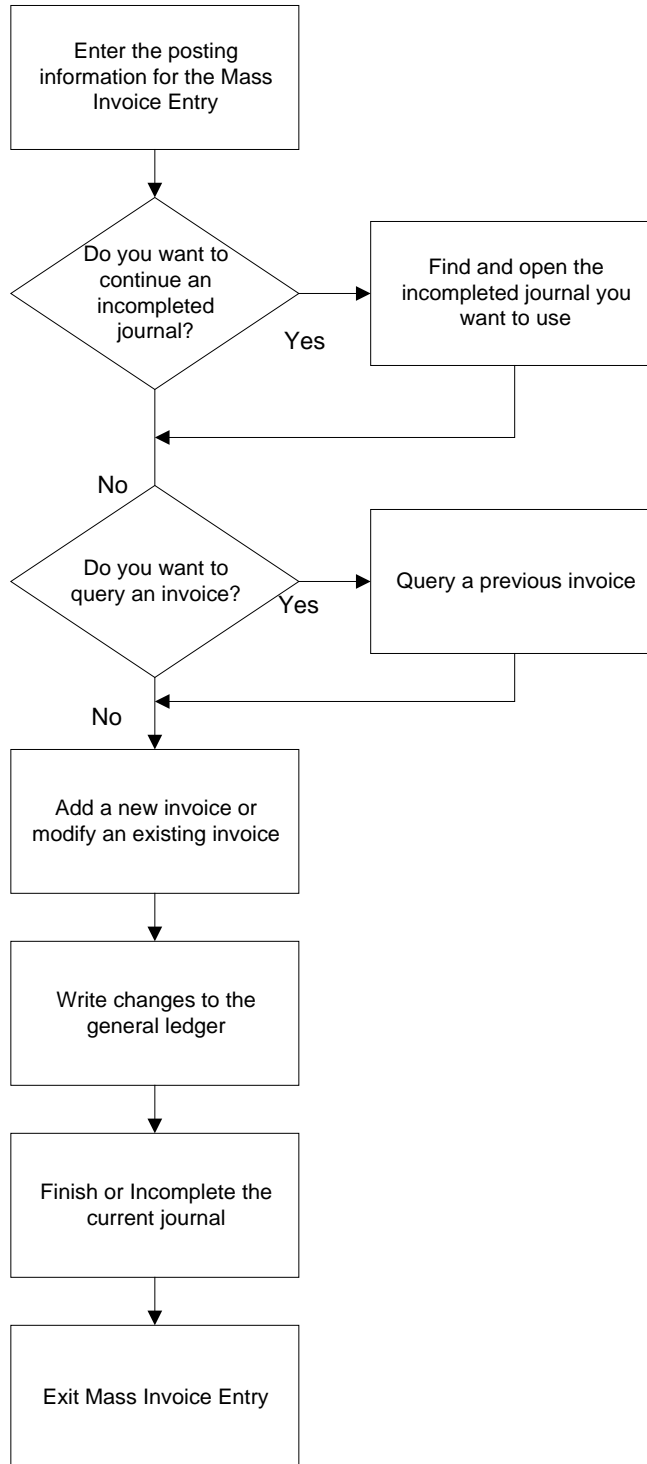 Enter the posting
information for the Mass
Invoice Entry
Do you want to
continue an
incompleted
journal?
Yes
Find and open the
incompleted journal you
want to use
No
Do you want to
query an invoice?
Yes
Query a previous invoice
No
Add a new invoice or
modify an existing invoice
Write changes to the
general ledger
Finish or Incomplete the
current journal
Exit Mass Invoice Entry